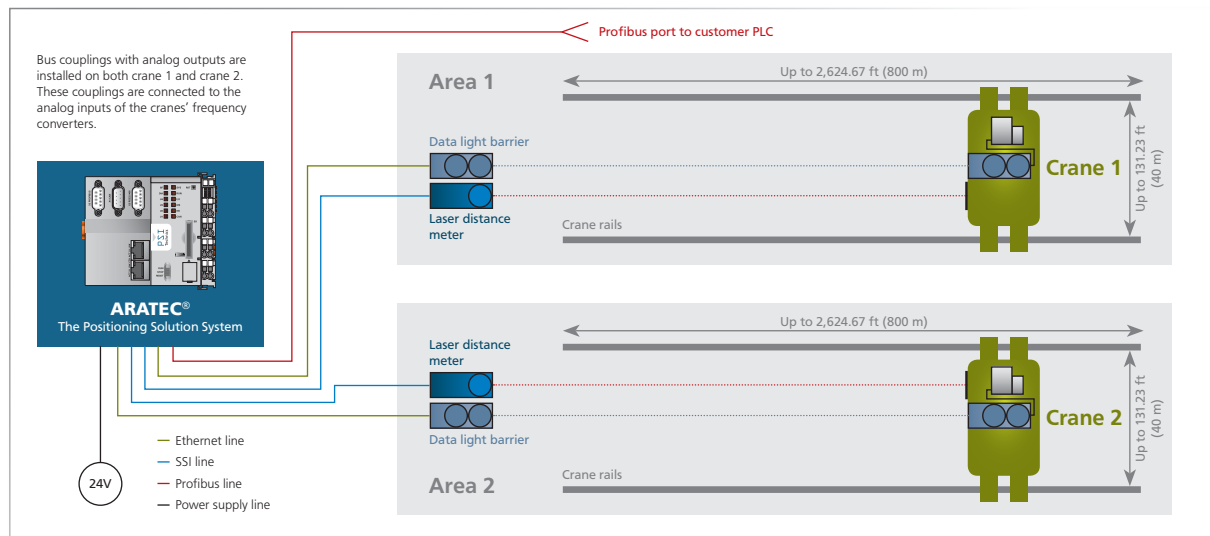 Profibus port to customer PLC
Bus couplings with analog outputs are
installed on both crane 1 and crane 2.
These couplings are connected to the
analog inputs of the cranes' frequency
converters.
PSI
ARATEC®
The Positioning Solution System
Area 1
Up to 2,624.67 ft (800 m)
Data light barrier
Laser distance
meter
Crane rails
Crane 1
Up to 131.23 ft
(40 m)
Up to 2,624.67 ft (800 m)
Laser distance
meter
Data light barrier
Crane 2
Up to 131.23 ft
(40 m)
Crane rails
Area 2
Ethernet line
SSI line
Profibus line
Power supply line
24V